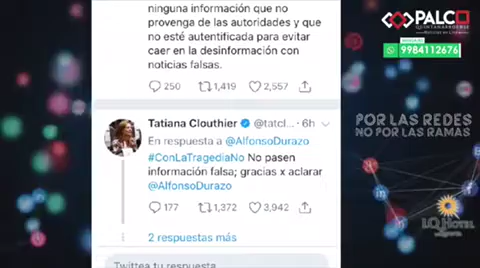 ninguna información que no
provenga de las autoridades y que
no esté autentificada para evitar
caer en la desinformación con
noticias falsas.
250 1,419 2,557
Tatiana Clouthier @tatcl... · 6h
En respuesta a @AlfonsoDurazo
#ConLaTragediaNo No pasen
información falsa; gracias x aclarar
@AlfonsoDurazo
177 1,372 3,942
2 respuestas más
Twittea tu respuesta
PALCO
QUINTANARROENSE
9984112676
POR LAS REDES
NO POR LAS RAMAS
LQ HOTEL